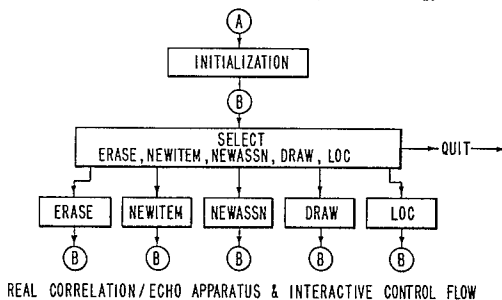 A
INITIALIZATION
B
SELECT
ERASE, NEWITEM, NEWASSN, DRAW, LOC
QUIT
ERASE NEWITEM NEWASSN DRAW LOC
B B B B B
REAL CORRELATION/ECHO APPARATUS & INTERACTIVE CONTROL FLOW